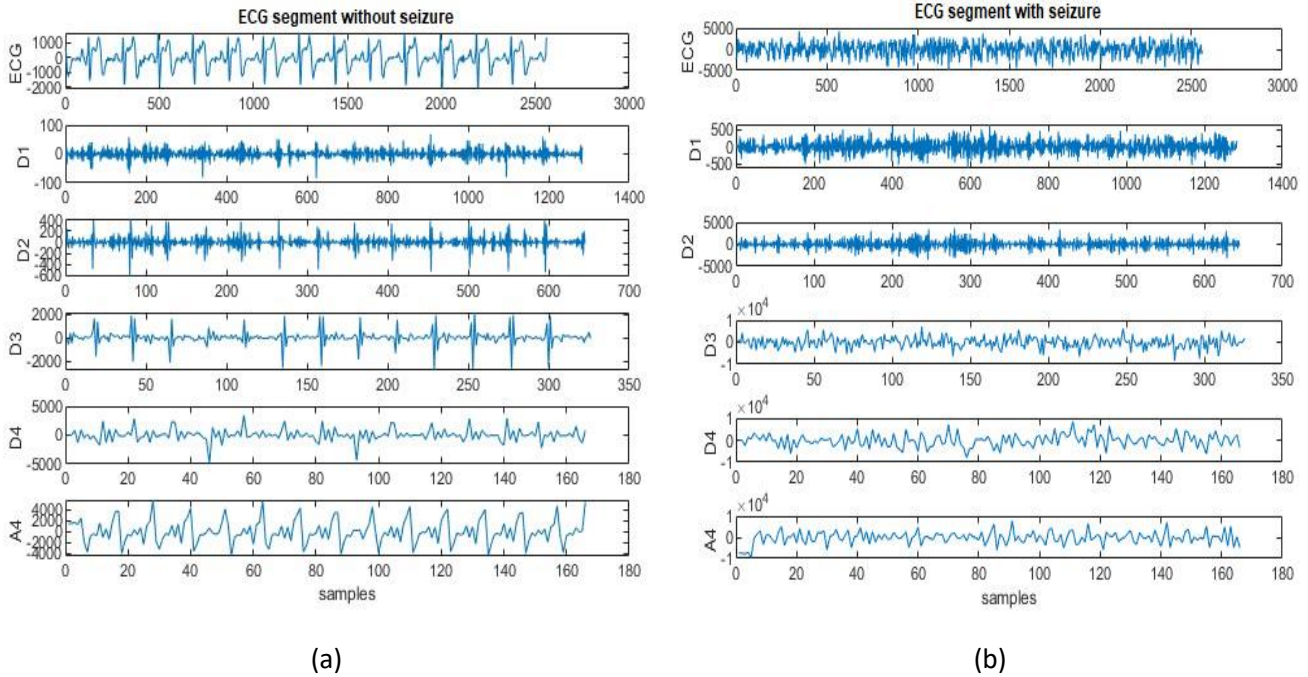 ECG segment without seizure
ECG
1000
0
-1000
-2000
0 500 1000 1500 2000 2500 3000
D1
100
0
-100
0 200 400 600 800 1000 1200 1400
D2
400
200
0
-200
-400
-600
0 100 200 300 400 500 600 700
D3
2000
0
-2000
0 50 100 150 200 250 300 350
D4
5000
0
-5000
0 20 40 60 80 100 120 140 160 180
A4
4000
2000
0
-2000
-4000
0 20 40 60 80 100 120 140 160 180
samples
(a)
ECG segment with seizure
ECG
5000
0
-5000
0 500 1000 1500 2000 2500 3000
D1
500
0
-500
0 200 400 600 800 1000 1200 1400
D2
5000
0
-5000
0 100 200 300 400 500 600 700
×10^4
D3
1
0
-1
0 50 100 150 200 250 300 350
×10^4
D4
1
0
-1
0 20 40 60 80 100 120 140 160 180
×10^4
A4
1
0
-1
0 20 40 60 80 100 120 140 160 180
samples
(b)